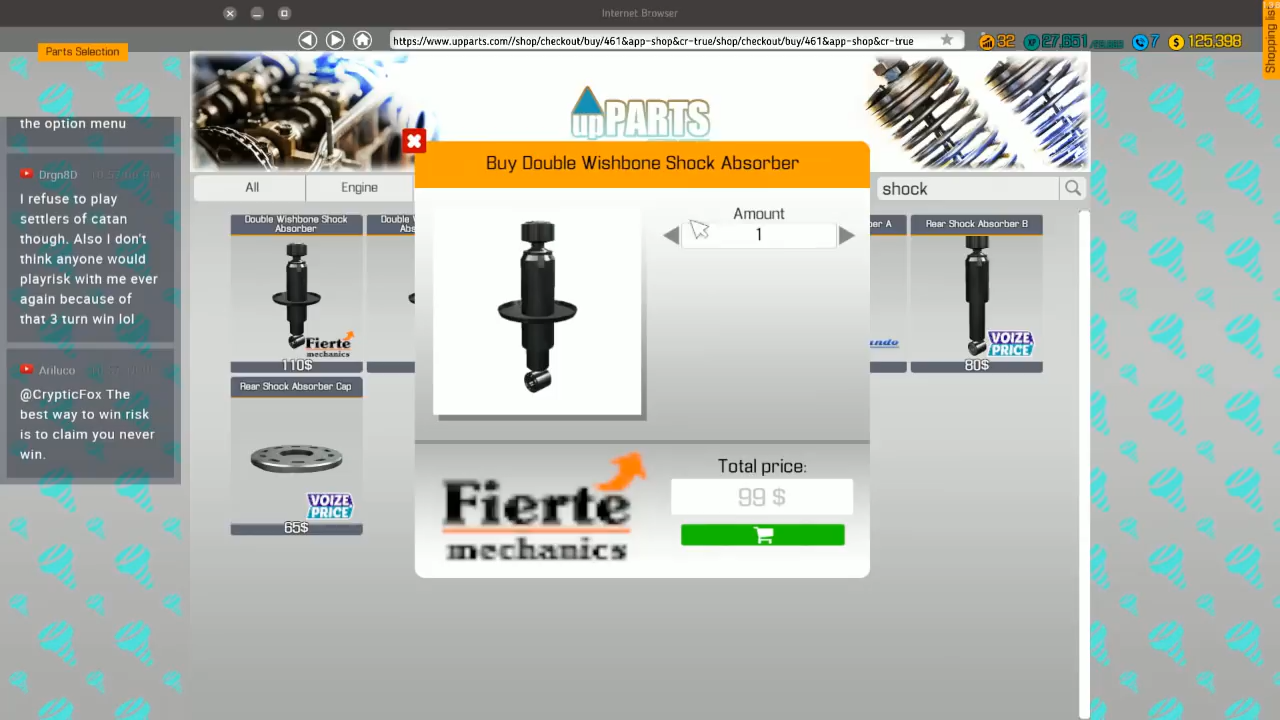 Internet Browser
Parts Selection
https://www.upparts.com//shop/checkout/buy/461&app-shop&cr-true/shop/checkout/buy/461&app-shop&cr-true
32
7
125,398
the option menu
Drgn8D
I refuse to play
settlers of catan
though. Also I don't
think anyone would
playrisk with me ever
again because of
that 3 turn win lol
Ariluco
@CrypticFox The
best way to win risk
is to claim you never
win.
upPARTS
All
Engine
shock
Buy Double Wishbone Shock Absorber
Amount
1
Total price:
99 $
Fierte
mechanics
Double Wishbone Shock
Absorber
Fierte
mechanics
110$
Rear Shock Absorber B
VOIZE
PRICE
80$
Rear Shock Absorber Cap
VOIZE
PRICE
65$